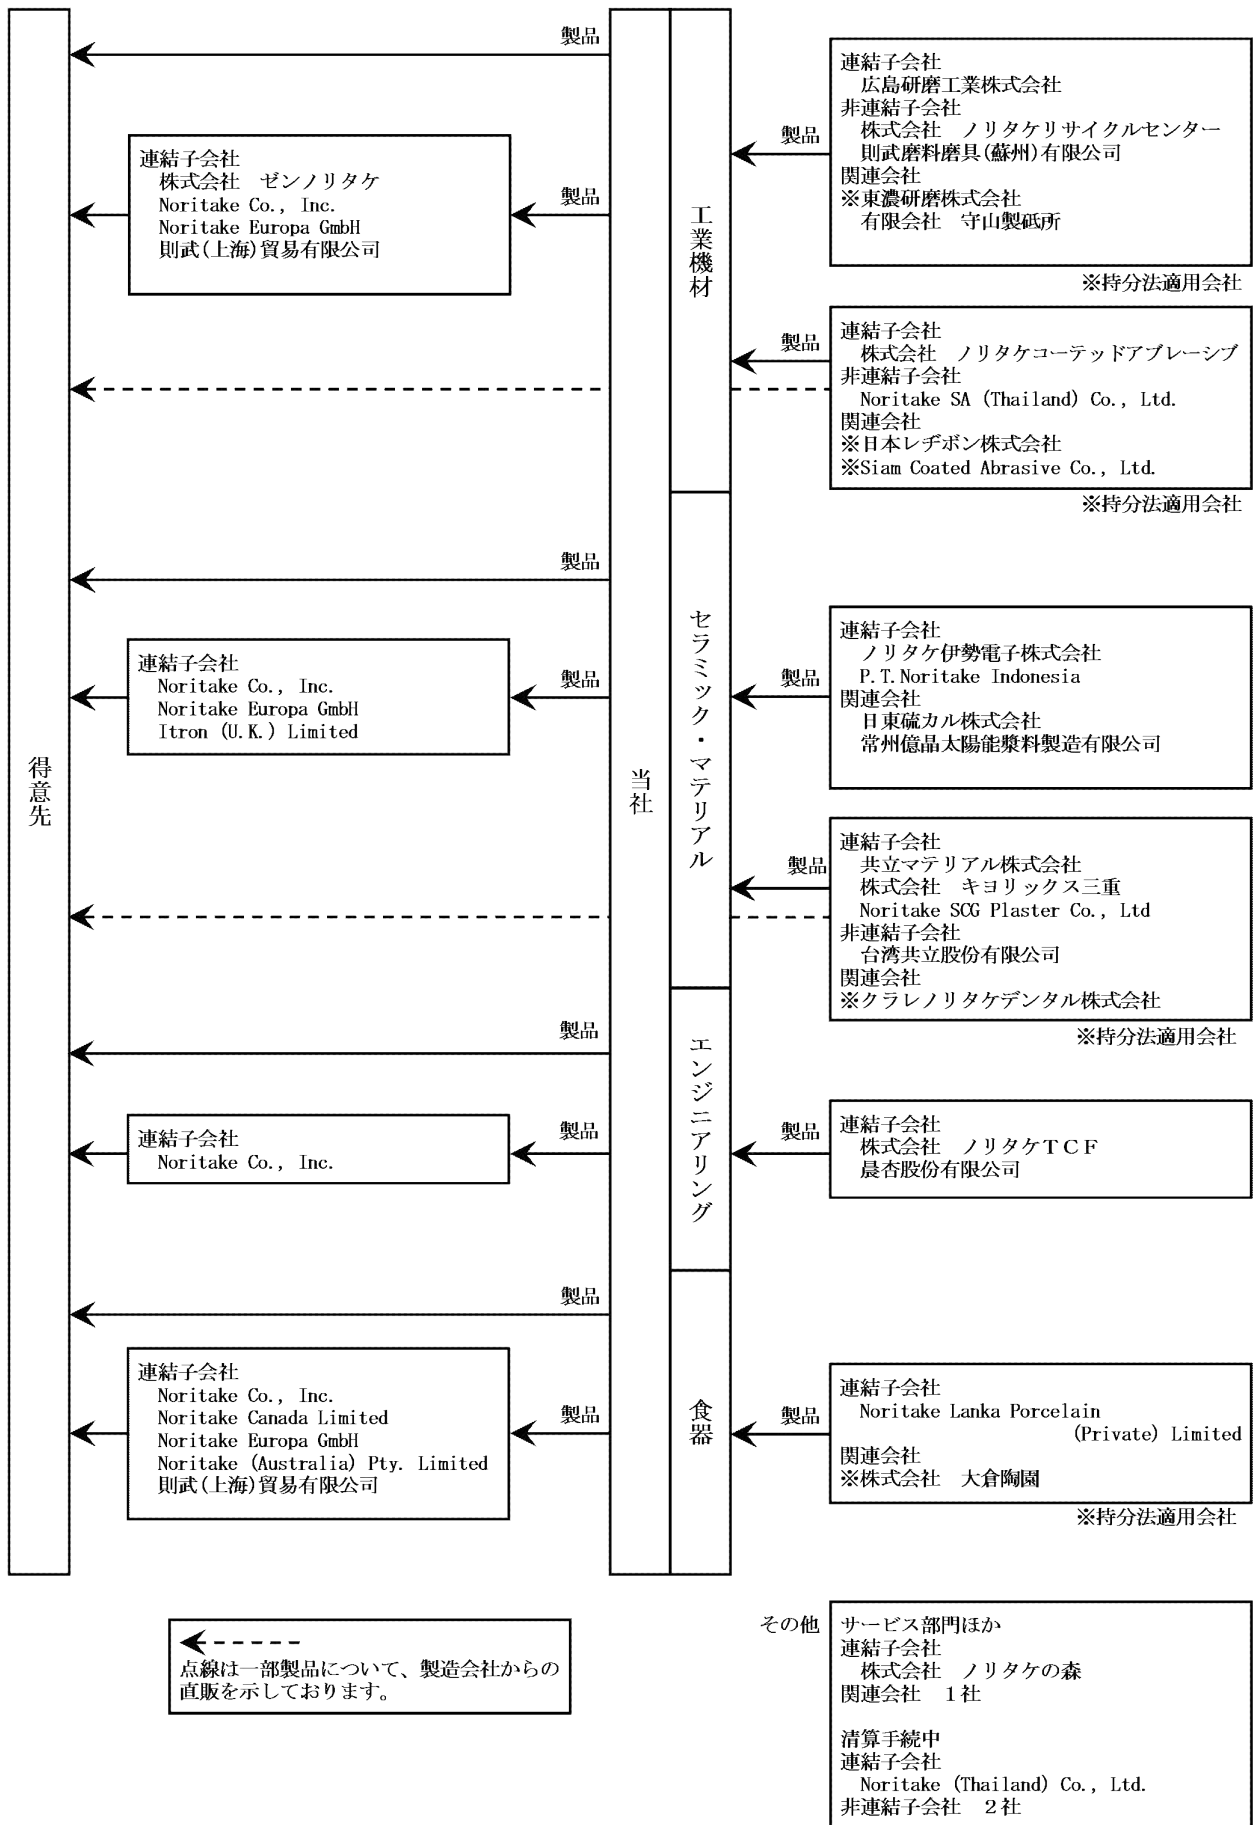 得意先
当社
工業機材
製品
連結子会社
広島研磨工業株式会社
非連結子会社
株式会社　ノリタケリサイクルセンター
則武磨料磨具(蘇州)有限公司
関連会社
※東濃研磨株式会社
有限会社　守山製砥所
※持分法適用会社
製品
連結子会社
株式会社　ゼンノリタケ
Noritake Co., Inc.
Noritake Europa GmbH
則武(上海)貿易有限公司
製品
製品
連結子会社
株式会社　ノリタケコーテッドアブレーシブ
非連結子会社
Noritake SA (Thailand) Co., Ltd.
関連会社
※日本レヂボン株式会社
※Siam Coated Abrasive Co., Ltd.
※持分法適用会社
セラミック・マテリアル
製品
連結子会社
Noritake Co., Inc.
Noritake Europa GmbH
Itron (U.K.) Limited
製品
製品
連結子会社
ノリタケ伊勢電子株式会社
P.T.Noritake Indonesia
関連会社
日東硫カル株式会社
常州億晶太陽能漿料製造有限公司
製品
連結子会社
共立マテリアル株式会社
株式会社　キヨリックス三重
Noritake SCG Plaster Co., Ltd
非連結子会社
台湾共立股份有限公司
関連会社
※クラレノリタケデンタル株式会社
※持分法適用会社
エンジニアリング
製品
連結子会社
Noritake Co., Inc.
製品
製品
連結子会社
株式会社　ノリタケＴＣＦ
晨杏股份有限公司
食器
製品
連結子会社
Noritake Co., Inc.
Noritake Canada Limited
Noritake Europa GmbH
Noritake (Australia) Pty. Limited
則武(上海)貿易有限公司
製品
製品
連結子会社
Noritake Lanka Porcelain
(Private) Limited
関連会社
※株式会社　大倉陶園
※持分法適用会社
点線は一部製品について、製造会社からの
直販を示しております。
その他
サービス部門ほか
連結子会社
株式会社　ノリタケの森
関連会社　１社
清算手続中
連結子会社
Noritake (Thailand) Co., Ltd.
非連結子会社　２社